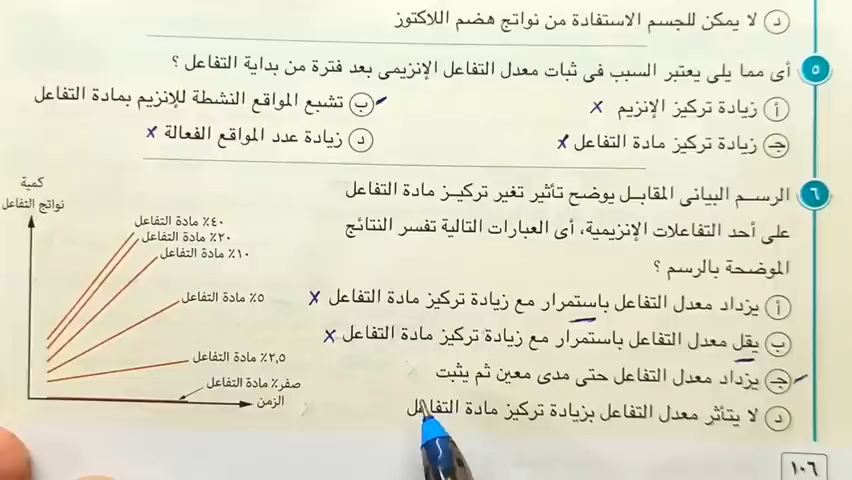 د لا يمكن للجسم الاستفادة من نواتج هضم اللاكتوز
٥ أى مما يلى يعتبر السبب فى ثبات معدل التفاعل الإنزيمى بعد فترة من بداية التفاعل ؟
أ زيادة تركيز الإنزيم
ب تشبع المواقع النشطة للإنزيم بمادة التفاعل
جـ زيادة تركيز مادة التفاعل
د زيادة عدد المواقع الفعالة
٦ الرسـم البيانى المقابـل يوضح تأثير تغير تركيـز مادة التفاعل
على أحد التفاعلات الإنزيمية، أى العبارات التالية تفسر النتائج
الموضحة بالرسم ؟
أ يزداد معدل التفاعل باستمرار مع زيادة تركيز مادة التفاعل
ب يقل معدل التفاعل باستمرار مع زيادة تركيز مادة التفاعل
جـ يزداد معدل التفاعل حتى مدى معين ثم يثبت
د لا يتأثر معدل التفاعل بزيادة تركيز مادة التفاعل
كمية
نواتج التفاعل
٤٠٪ مادة التفاعل
٢٠٪ مادة التفاعل
١٠٪ مادة التفاعل
٥٪ مادة التفاعل
٢,٥٪ مادة التفاعل
صفر٪ مادة التفاعل
الزمن
١٠٦